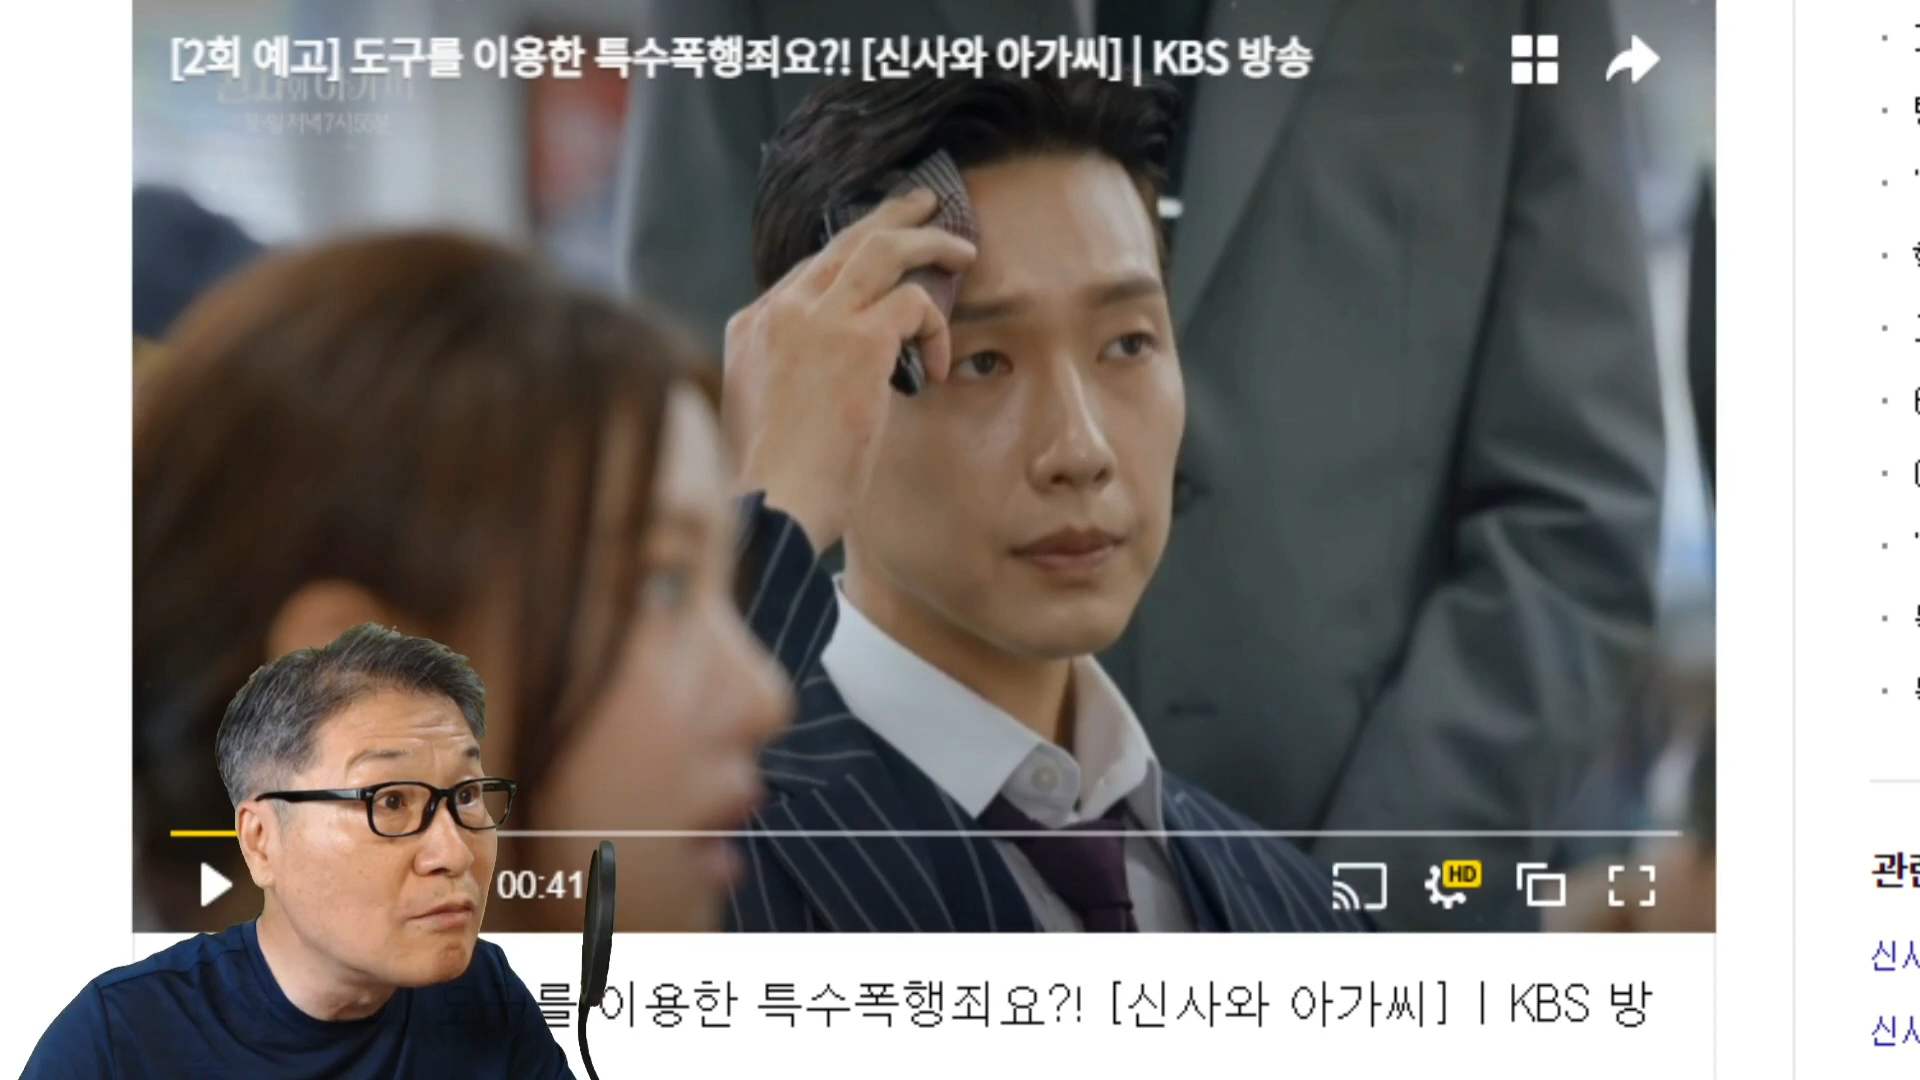 [2회 예고] 도구를 이용한 특수폭행죄요?! [신사와 아가씨] | KBS 방송
00:41
HD
를 이용한 특수폭행죄요?! [신사와 아가씨] | KBS 방
신사
신사